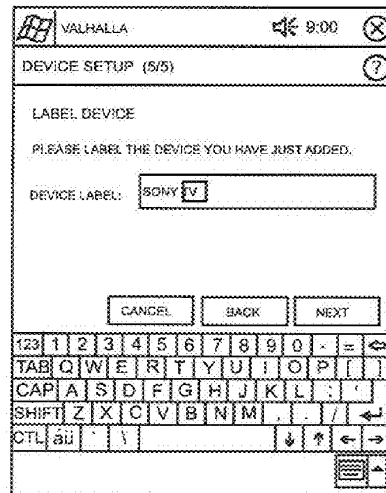 VALHALLA 9:00
DEVICE SETUP (5/5) ?
LABEL DEVICE
PLEASE LABEL THE DEVICE YOU HAVE JUST ADDED.
DEVICE LABEL: SONY TV
CANCEL BACK NEXT
123 1 2 3 4 5 6 7 8 9 0 - =
TAB Q W E R T Y U I O P [ ]
CAP A S D F G H J K L ; '
SHIFT Z X C V B N M , . /
CTL áü ` \